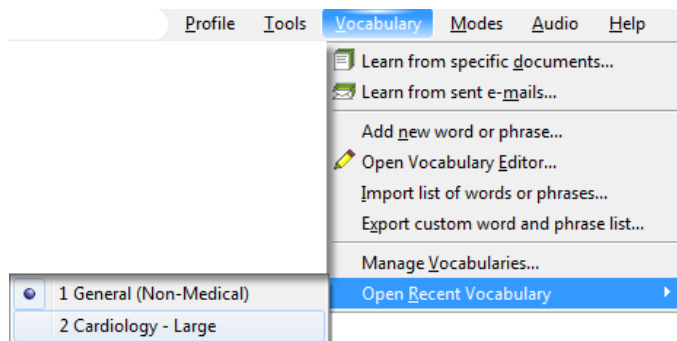 Profile Tools Vocabulary Modes Audio Help
Learn from specific documents...
Learn from sent e-mails...
Add new word or phrase...
Open Vocabulary Editor...
Import list of words or phrases...
Export custom word and phrase list...
Manage Vocabularies...
Open Recent Vocabulary
1 General (Non-Medical)
2 Cardiology - Large